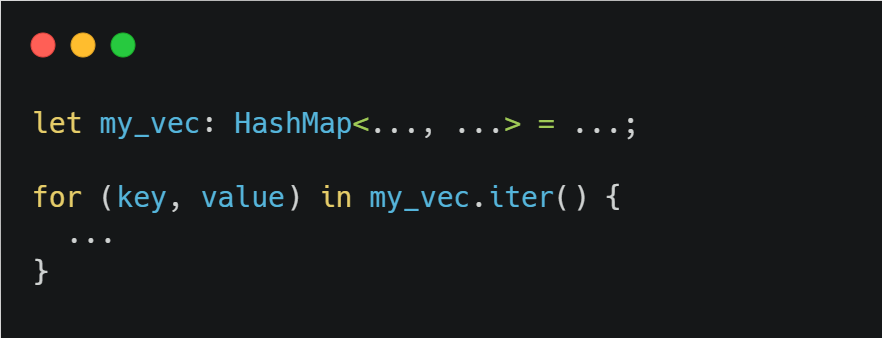 let my_vec: HashMap<..., ...> = ...;
for (key, value) in my_vec.iter() {
  ...
}